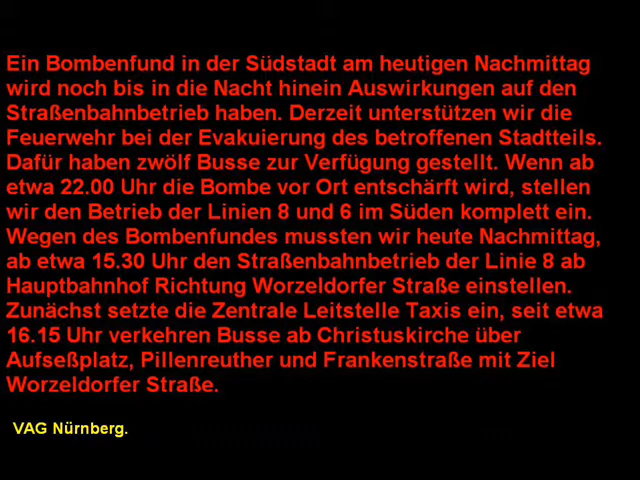 Ein Bombenfund in der Südstadt am heutigen Nachmittag
wird noch bis in die Nacht hinein Auswirkungen auf den
Straßenbahnbetrieb haben. Derzeit unterstützen wir die
Feuerwehr bei der Evakuierung des betroffenen Stadtteils.
Dafür haben zwölf Busse zur Verfügung gestellt. Wenn ab
etwa 22.00 Uhr die Bombe vor Ort entschärft wird, stellen
wir den Betrieb der Linien 8 und 6 im Süden komplett ein.
Wegen des Bombenfundes mussten wir heute Nachmittag,
ab etwa 15.30 Uhr den Straßenbahnbetrieb der Linie 8 ab
Hauptbahnhof Richtung Worzeldorfer Straße einstellen.
Zunächst setzte die Zentrale Leitstelle Taxis ein, seit etwa
16.15 Uhr verkehren Busse ab Christuskirche über
Aufseßplatz, Pillenreuther und Frankenstraße mit Ziel
Worzeldorfer Straße.
VAG Nürnberg.